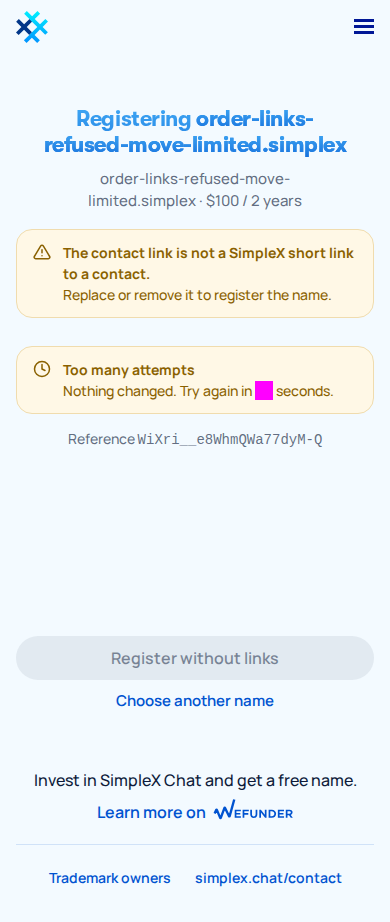 Registering order-links-
refused-move-limited.simplex
order-links-refused-move-
limited.simplex · $100 / 2 years
The contact link is not a SimpleX short link
to a contact.
Replace or remove it to register the name.
Too many attempts
Nothing changed. Try again in seconds.
Reference WiXri__e8WhmQWa77dyM-Q
Register without links
Choose another name
Invest in SimpleX Chat and get a free name.
Learn more on WEFUNDER
Trademark owners simplex.chat/contact